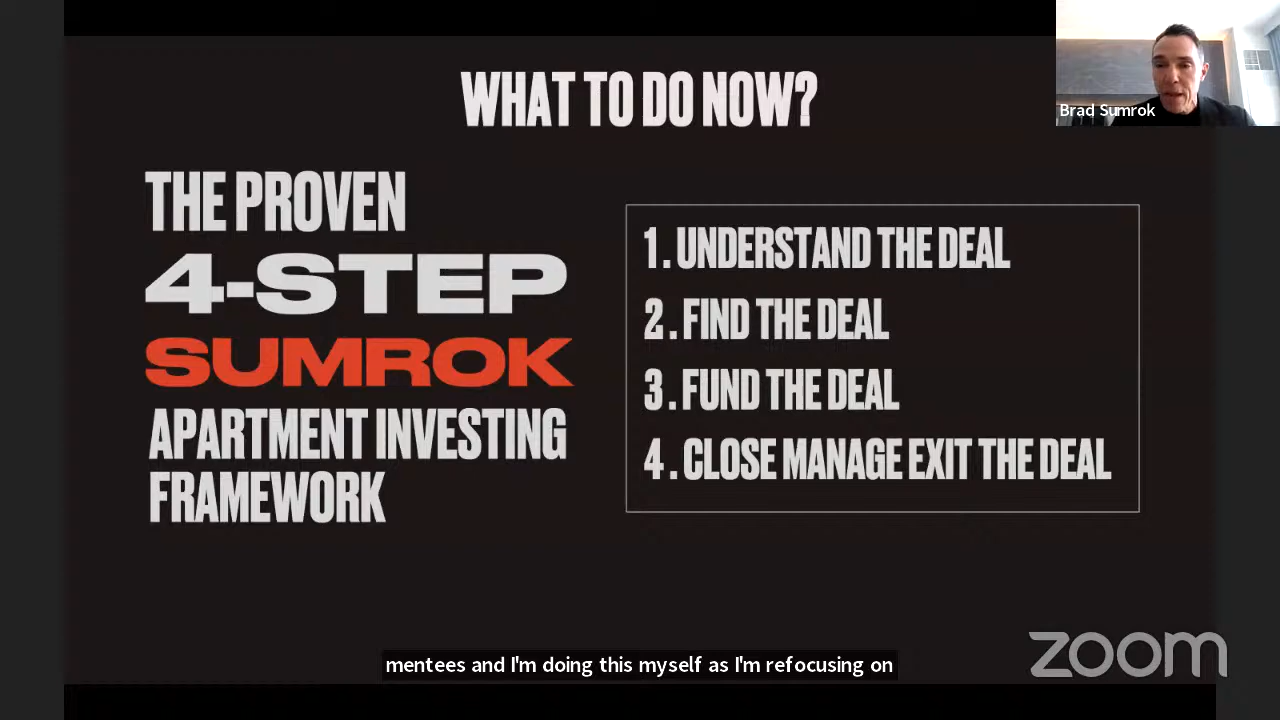 WHAT TO DO NOW?
Brad Sumrok
THE PROVEN
4-STEP
SUMROK
APARTMENT INVESTING
FRAMEWORK
1. UNDERSTAND THE DEAL
2. FIND THE DEAL
3. FUND THE DEAL
4. CLOSE MANAGE EXIT THE DEAL
mentees and I'm doing this myself as I'm refocusing on
zoom